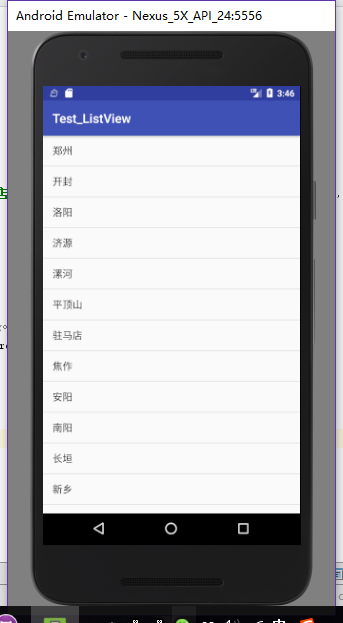 Android Emulator - Nexus_5X_API_24:5556
3:46
Test_ListView
郑州
开封
洛阳
济源
漯河
平顶山
驻马店
焦作
安阳
南阳
长垣
新乡